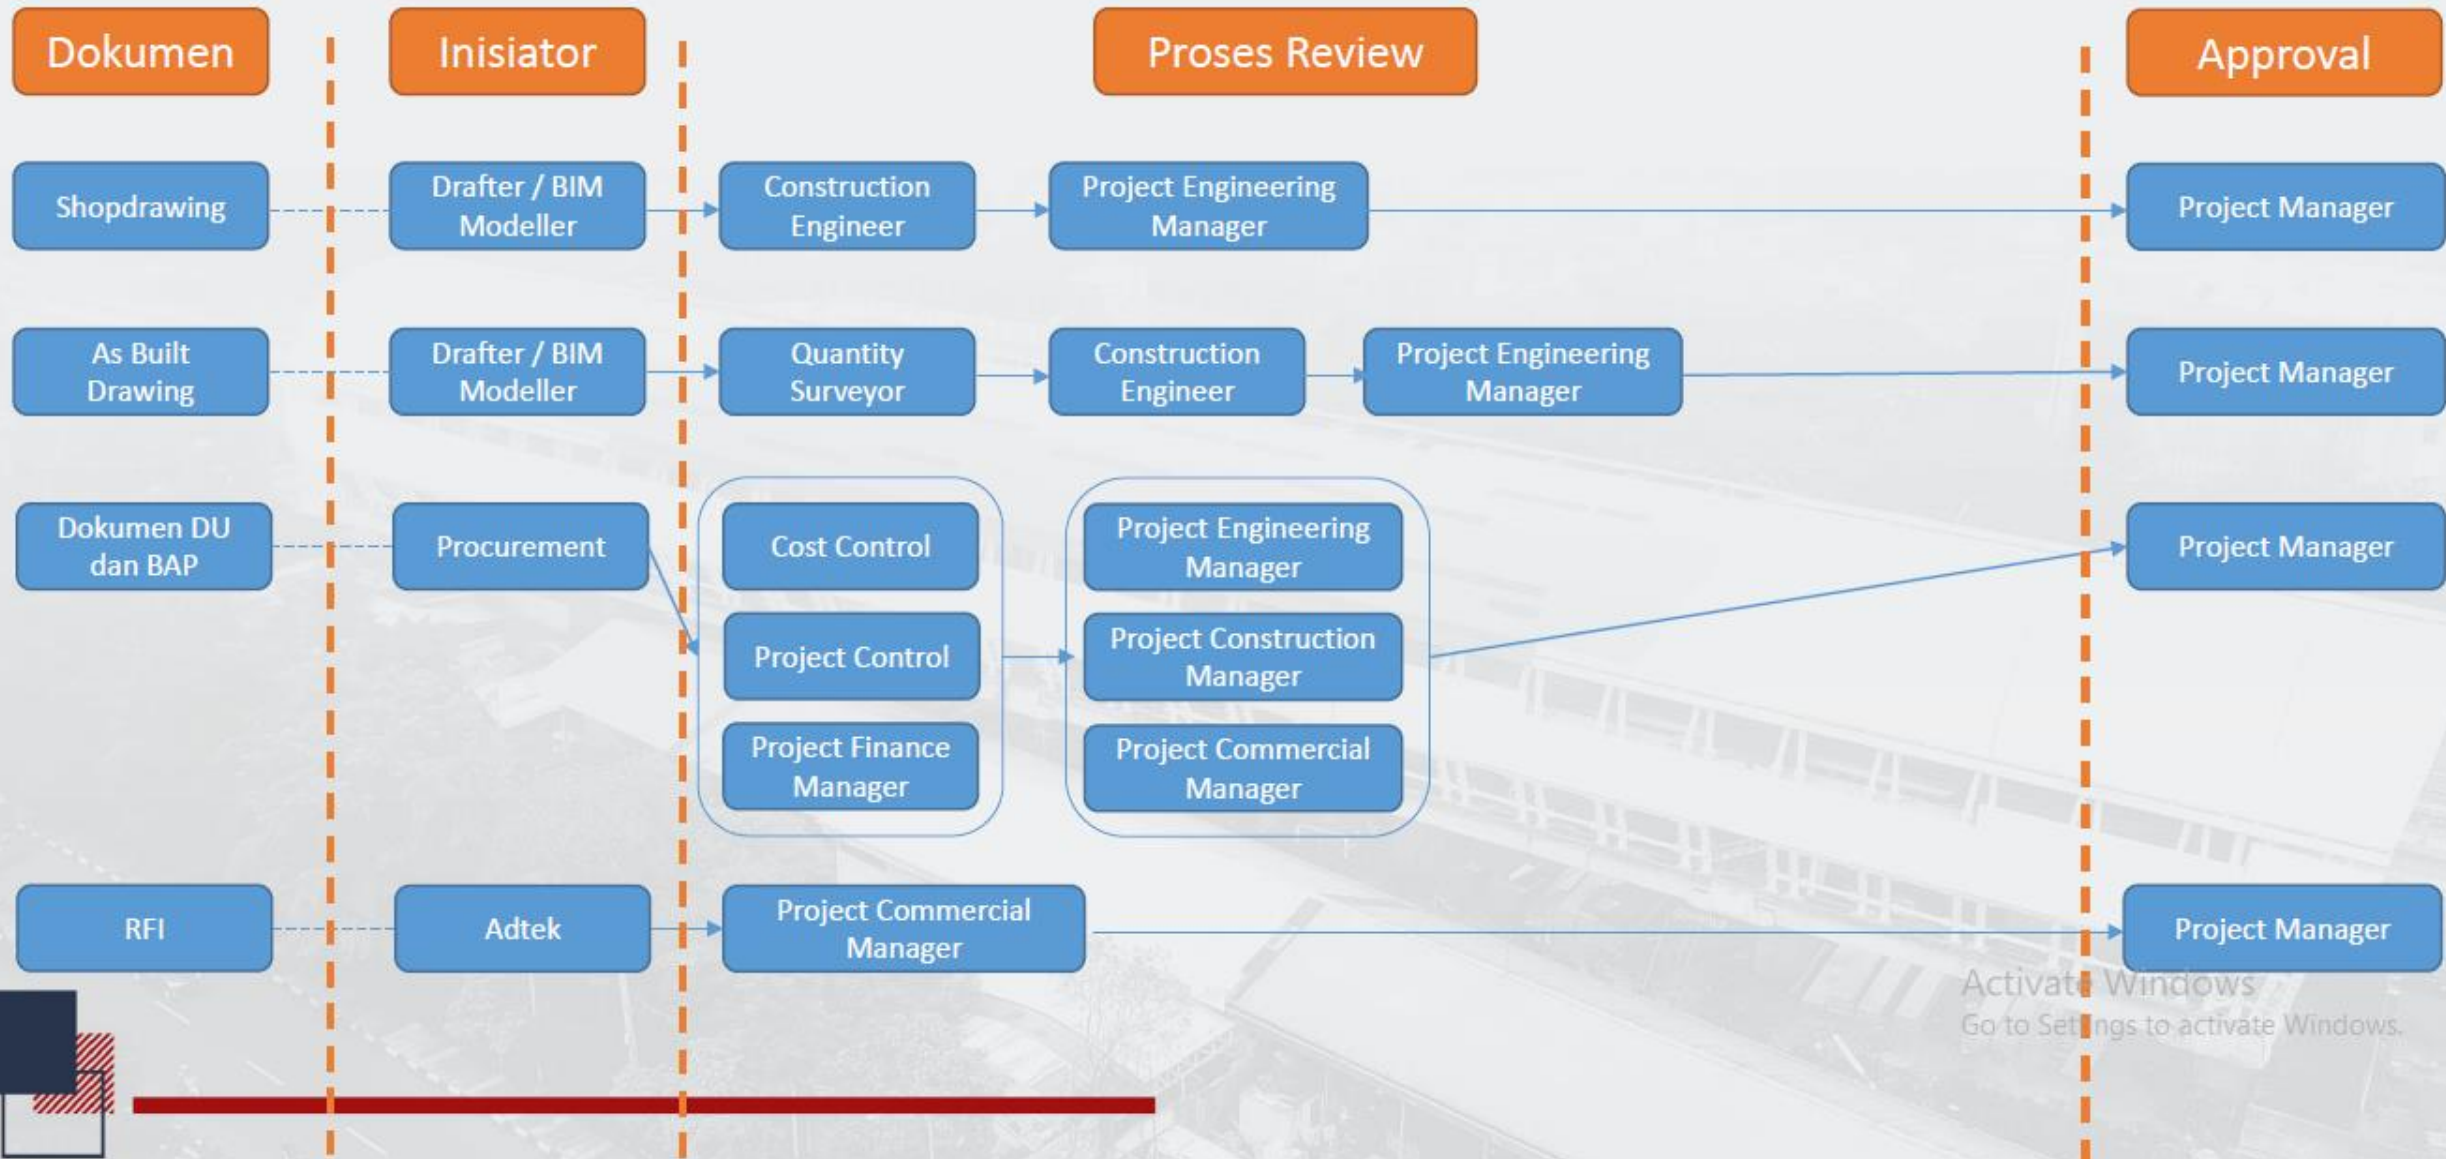 Dokumen
Inisiator
Proses Review
Approval
Shopdrawing
Drafter / BIM
Modeller
Construction
Engineer
Project Engineering
Manager
Project Manager
As Built
Drawing
Drafter / BIM
Modeller
Quantity
Surveyor
Construction
Engineer
Project Engineering
Manager
Project Manager
Dokumen DU
dan BAP
Procurement
Cost Control
Project Control
Project Finance
Manager
Project Engineering
Manager
Project Construction
Manager
Project Commercial
Manager
Project Manager
RFI
Adtek
Project Commercial
Manager
Project Manager
Activate Windows
Go to Settings to activate Windows.